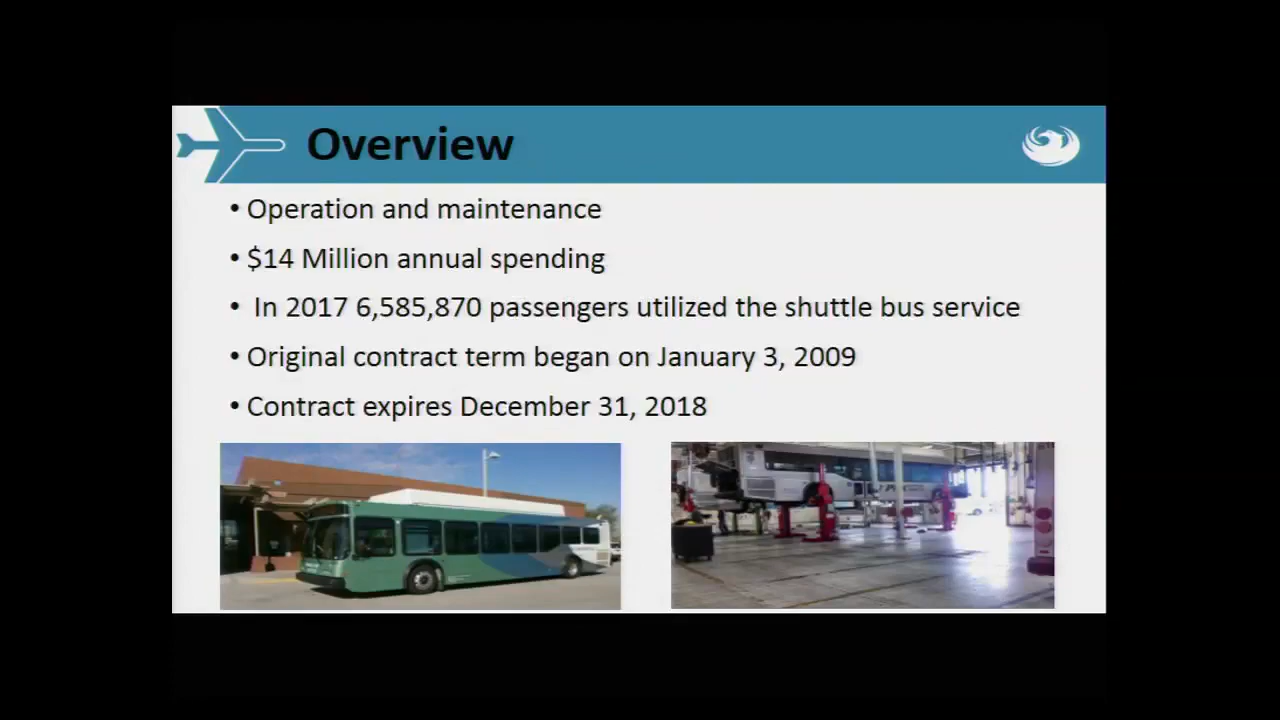 Overview
• Operation and maintenance
• $14 Million annual spending
• In 2017 6,585,870 passengers utilized the shuttle bus service
• Original contract term began on January 3, 2009
• Contract expires December 31, 2018